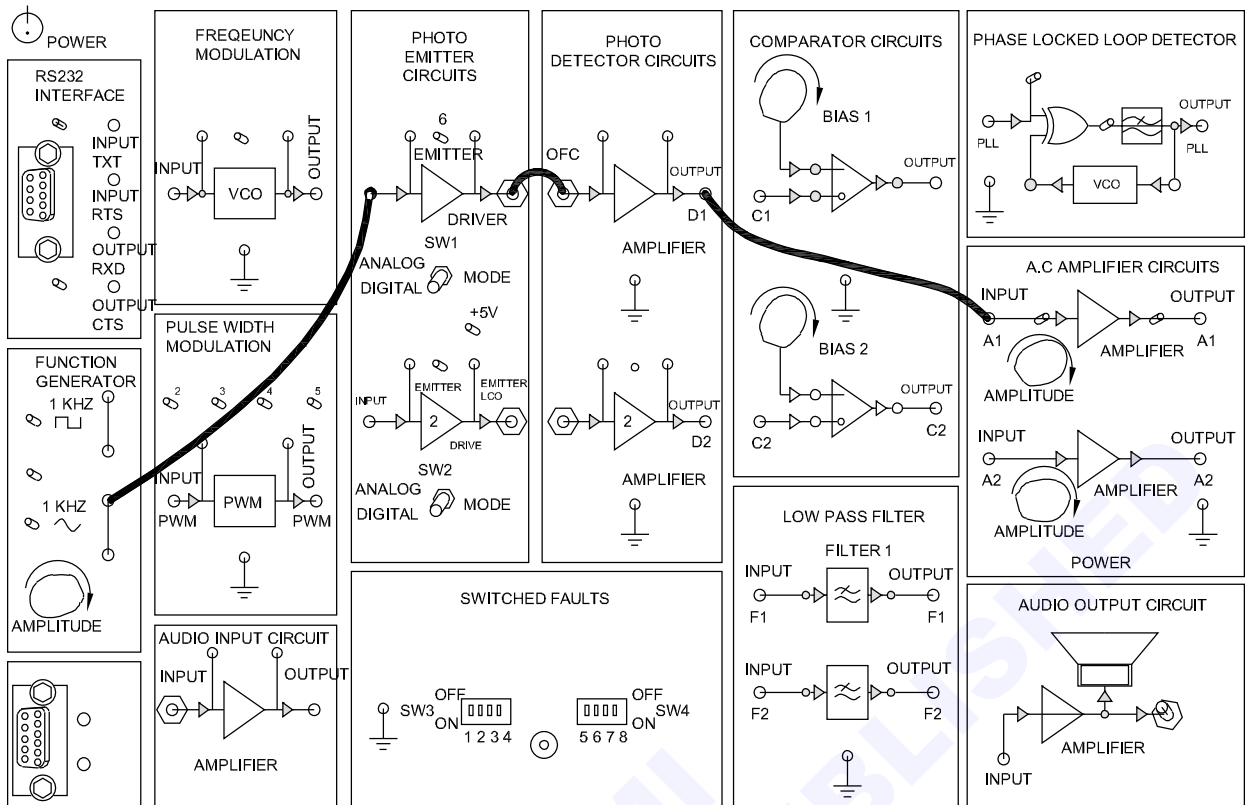 POWER
RS232
INTERFACE
INPUT
TXT
INPUT
RTS
OUTPUT
RXD
OUTPUT
CTS
FUNCTION
GENERATOR
1 KHZ
1 KHZ
AMPLITUDE
FREQEUNCY
MODULATION
INPUT
VCO
OUTPUT
PULSE WIDTH
MODULATION
2 3 4 5
INPUT
PWM
PWM
OUTPUT
PWM
AUDIO INPUT CIRCUIT
INPUT
OUTPUT
AMPLIFIER
PHOTO
EMITTER
CIRCUITS
6
EMITTER
DRIVER
SW1
ANALOG
DIGITAL
MODE
+5V
INPUT
EMITTER
EMITTER
LCO
2
DRIVE
SW2
ANALOG
DIGITAL
MODE
PHOTO
DETECTOR CIRCUITS
OFC
OUTPUT
D1
AMPLIFIER
2
OUTPUT
D2
AMPLIFIER
SWITCHED FAULTS
SW3
OFF
ON
1 2 3 4
OFF
SW4
ON
5 6 7 8
COMPARATOR CIRCUITS
BIAS 1
OUTPUT
C1
BIAS 2
OUTPUT
C2
C2
LOW PASS FILTER
FILTER 1
INPUT
OUTPUT
F1
F1
INPUT
OUTPUT
F2
F2
PHASE LOCKED LOOP DETECTOR
OUTPUT
PLL
PLL
VCO
A.C AMPLIFIER CIRCUITS
INPUT
OUTPUT
A1
AMPLIFIER
A1
AMPLITUDE
INPUT
OUTPUT
A2
AMPLIFIER
A2
AMPLITUDE
POWER
AUDIO OUTPUT CIRCUIT
AMPLIFIER
INPUT